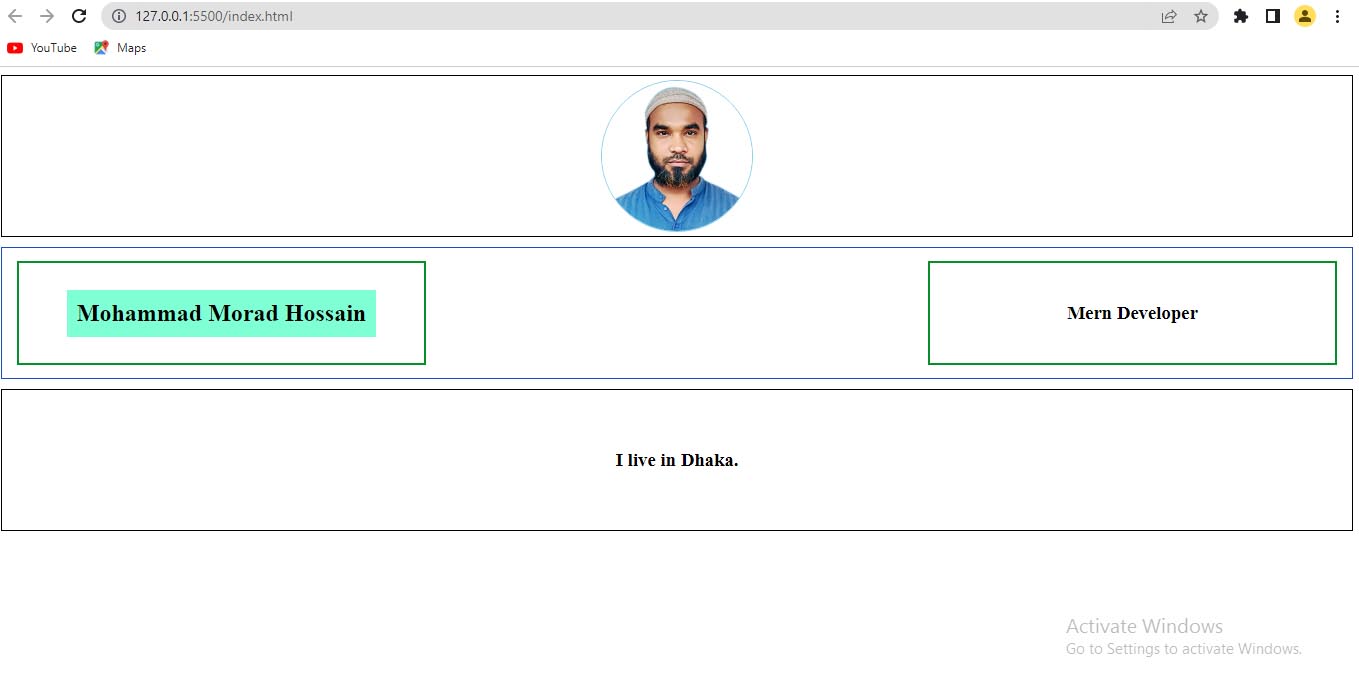 127.0.0.1:5500/index.html
YouTube Maps
Mohammad Morad Hossain
Mern Developer
I live in Dhaka.
Activate Windows
Go to Settings to activate Windows.